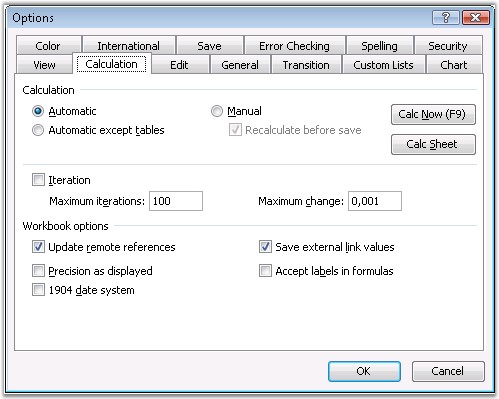 Options
Color International Save Error Checking Spelling Security
View Calculation Edit General Transition Custom Lists Chart
Calculation
Automatic Manual Calc Now (F9)
Automatic except tables Recalculate before save
Calc Sheet
Iteration
Maximum iterations: 100 Maximum change: 0,001
Workbook options
Update remote references Save external link values
Precision as displayed Accept labels in formulas
1904 date system
OK Cancel